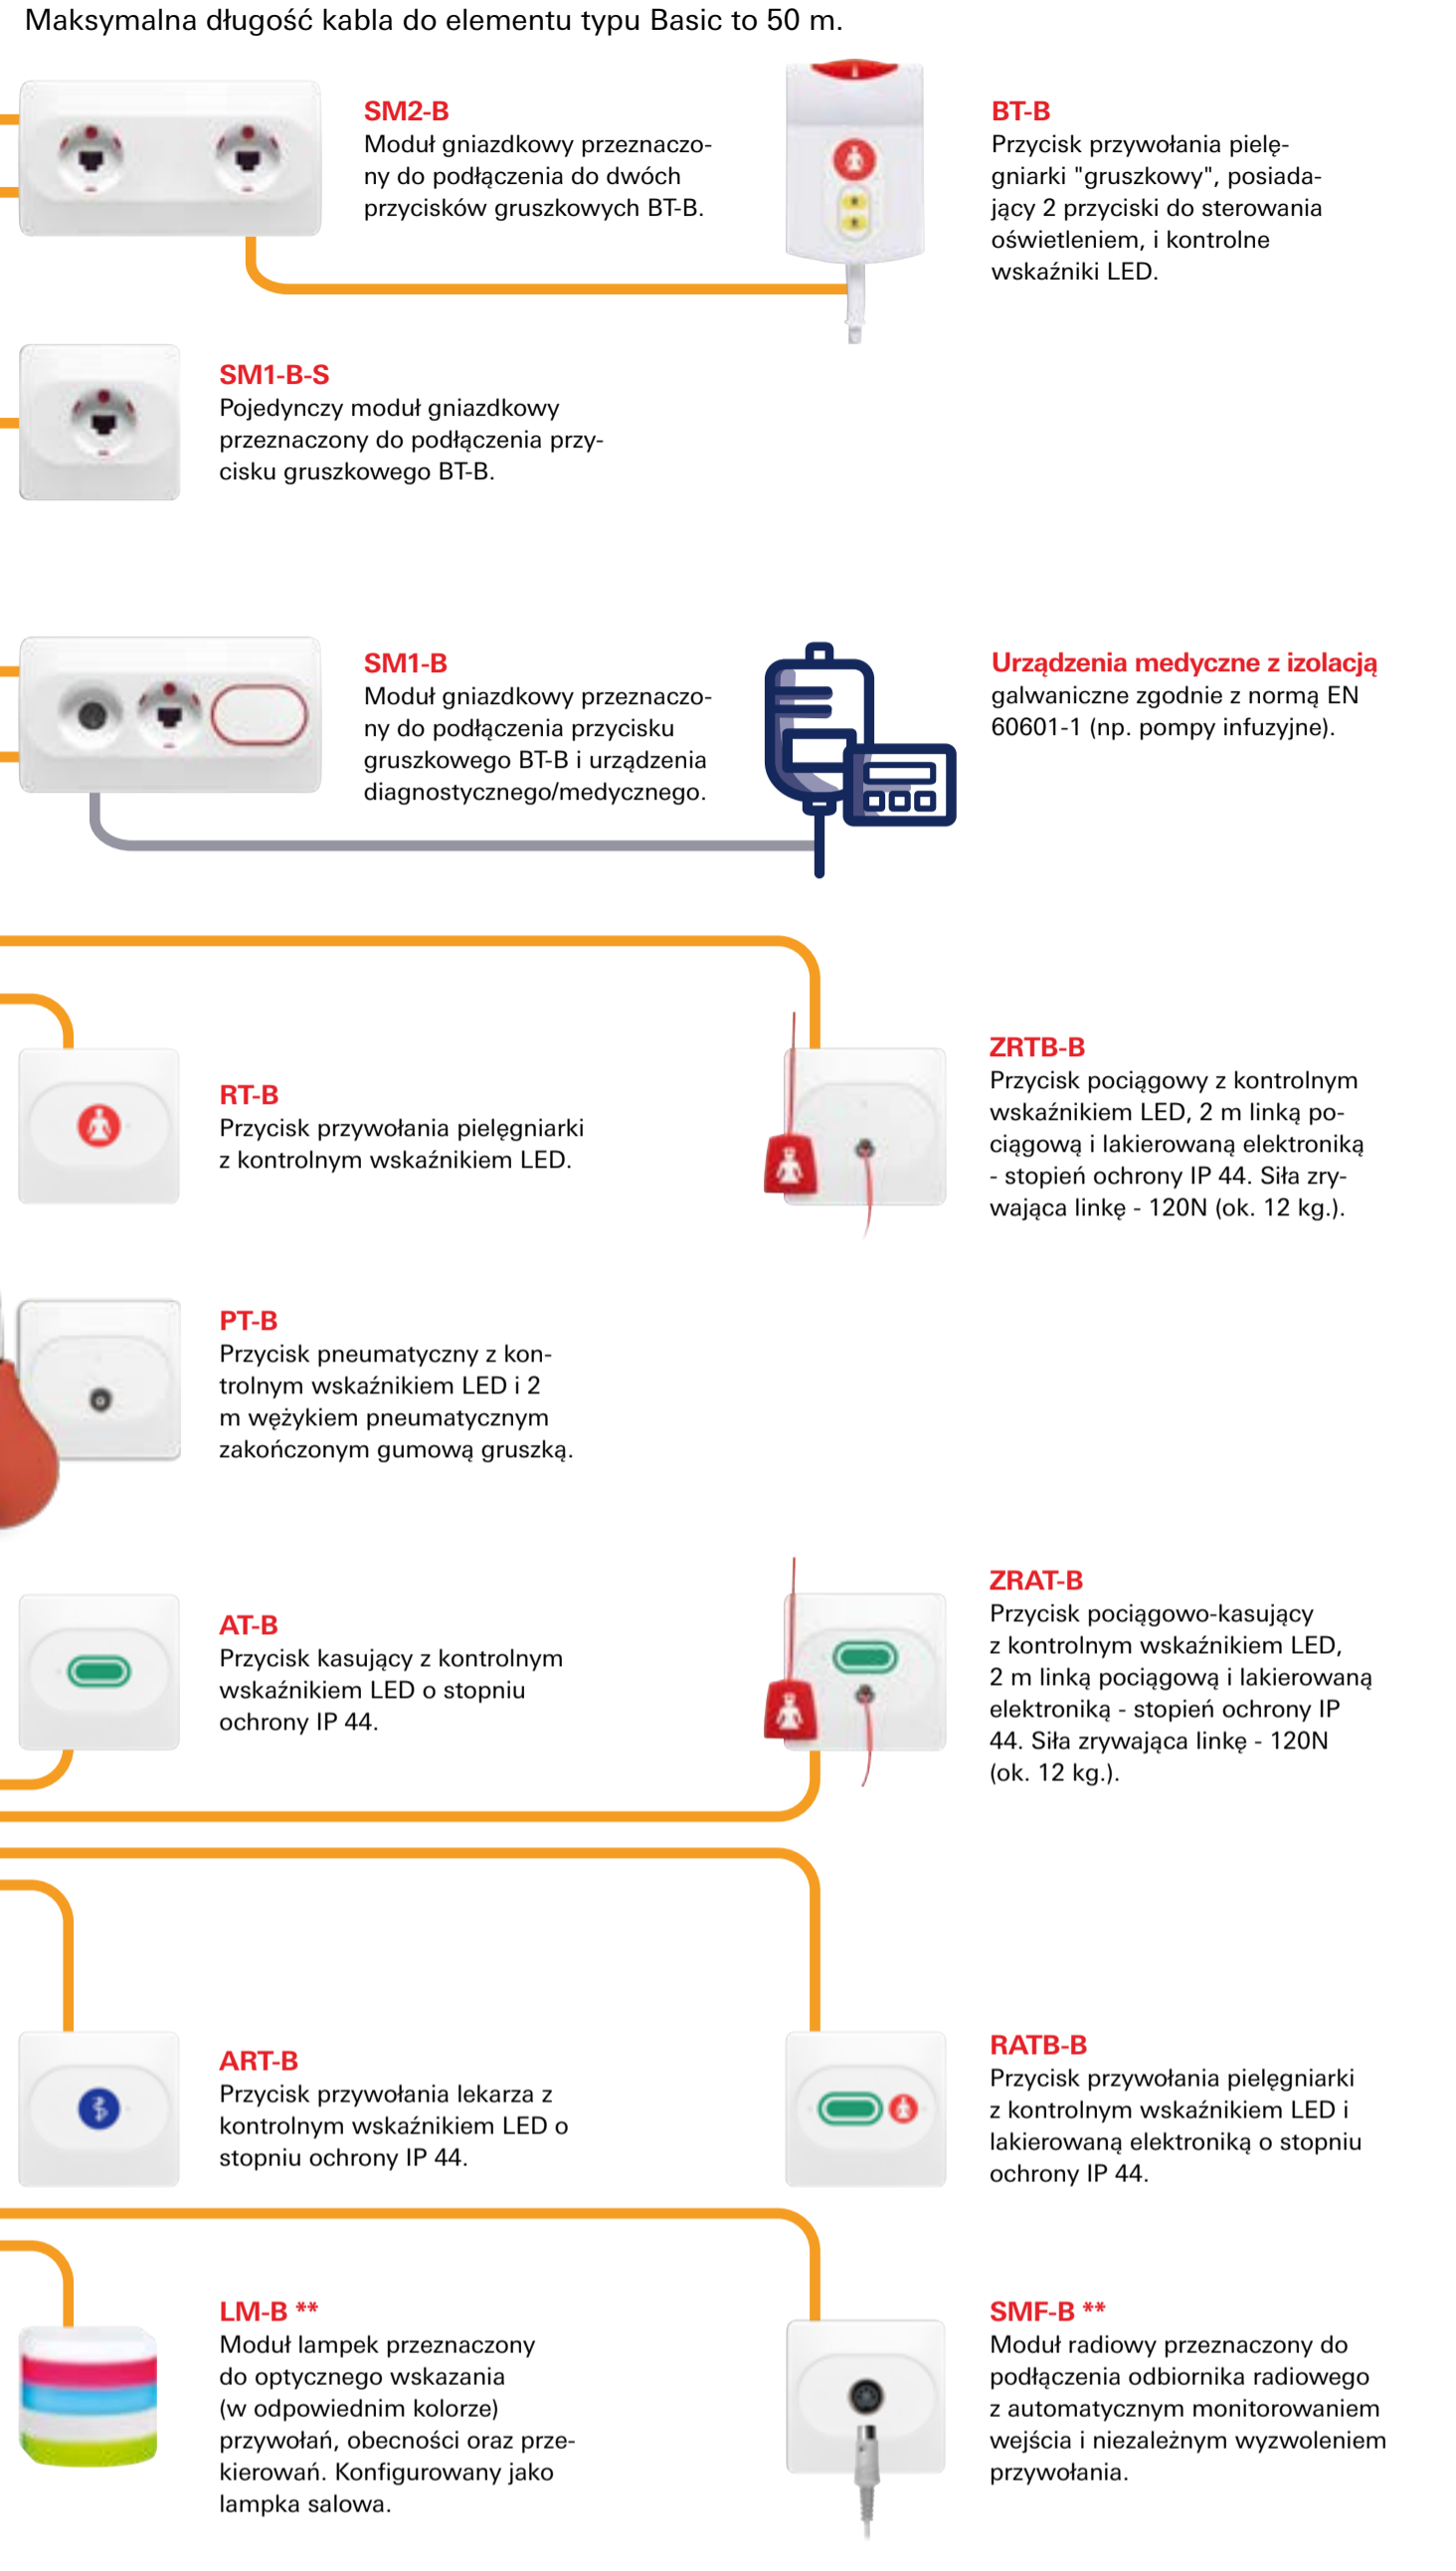 Maksymalna długość kabla do elementu typu Basic to 50 m.
SM2-B
Moduł gniazdkowy przeznaczo-
ny do podłączenia do dwóch
przycisków gruszkowych BT-B.
BT-B
Przycisk przywołania pielę-
gniarki "gruszkowy", posiada-
jący 2 przyciski do sterowania
oświetleniem, i kontrolne
wskaźniki LED.
SM1-B-S
Pojedynczy moduł gniazdkowy
przeznaczony do podłączenia przy-
cisku gruszkowego BT-B.
SM1-B
Moduł gniazdkowy przeznaczo-
ny do podłączenia przycisku
gruszkowego BT-B i urządzenia
diagnostycznego/medycznego.
Urządzenia medyczne z izolacją
galwaniczne zgodnie z normą EN
60601-1 (np. pompy infuzyjne).
RT-B
Przycisk przywołania pielęgniarki
z kontrolnym wskaźnikiem LED.
ZRTB-B
Przycisk pociągowy z kontrolnym
wskaźnikiem LED, 2 m linką po-
ciągową i lakierowaną elektroniką
- stopień ochrony IP 44. Siła zry-
wająca linkę - 120N (ok. 12 kg.).
PT-B
Przycisk pneumatyczny z kon-
trolnym wskaźnikiem LED i 2
m wężykiem pneumatycznym
zakończonym gumową gruszką.
AT-B
Przycisk kasujący z kontrolnym
wskaźnikiem LED o stopniu
ochrony IP 44.
ZRAT-B
Przycisk pociągowo-kasujący
z kontrolnym wskaźnikiem LED,
2 m linką pociągową i lakierowaną
elektroniką - stopień ochrony IP
44. Siła zrywająca linkę - 120N
(ok. 12 kg.).
ART-B
Przycisk przywołania lekarza z
kontrolnym wskaźnikiem LED o
stopniu ochrony IP 44.
RATB-B
Przycisk przywołania pielęgniarki
z kontrolnym wskaźnikiem LED i
lakierowaną elektroniką o stopniu
ochrony IP 44.
LM-B **
Moduł lampek przeznaczony
do optycznego wskazania
(w odpowiednim kolorze)
przywołań, obecności oraz prze-
kierowań. Konfigurowany jako
lampka salowa.
SMF-B **
Moduł radiowy przeznaczony do
podłączenia odbiornika radiowego
z automatycznym monitorowaniem
wejścia i niezależnym wyzwoleniem
przywołania.